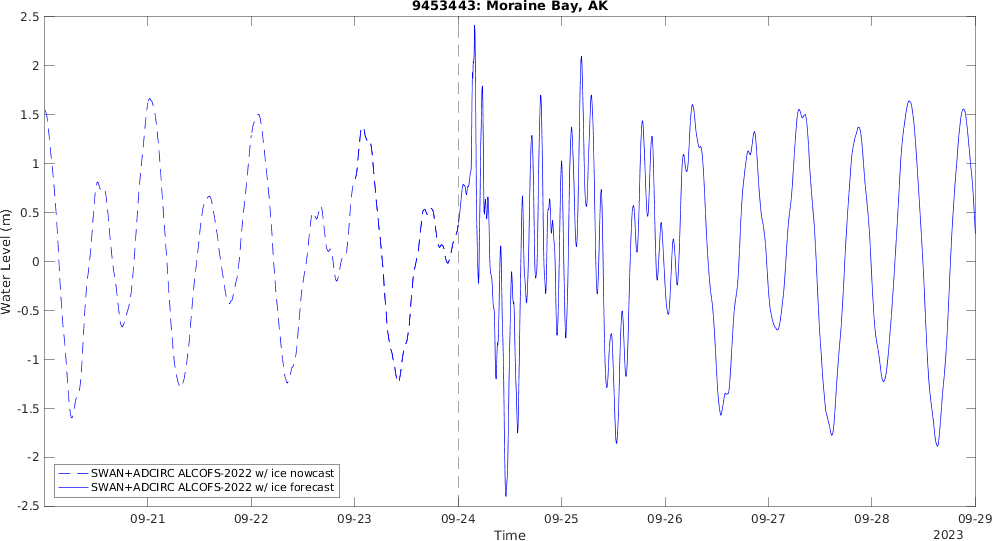 9453443: Moraine Bay, AK
2.5
2
1.5
1
0.5
0
-0.5
-1
-1.5
-2
-2.5
Water Level (m)
SWAN+ADCIRC ALCOFS-2022 w/ ice nowcast
SWAN+ADCIRC ALCOFS-2022 w/ ice forecast
09-21 09-22 09-23 09-24 09-25 09-26 09-27 09-28 09-29
Time
2023